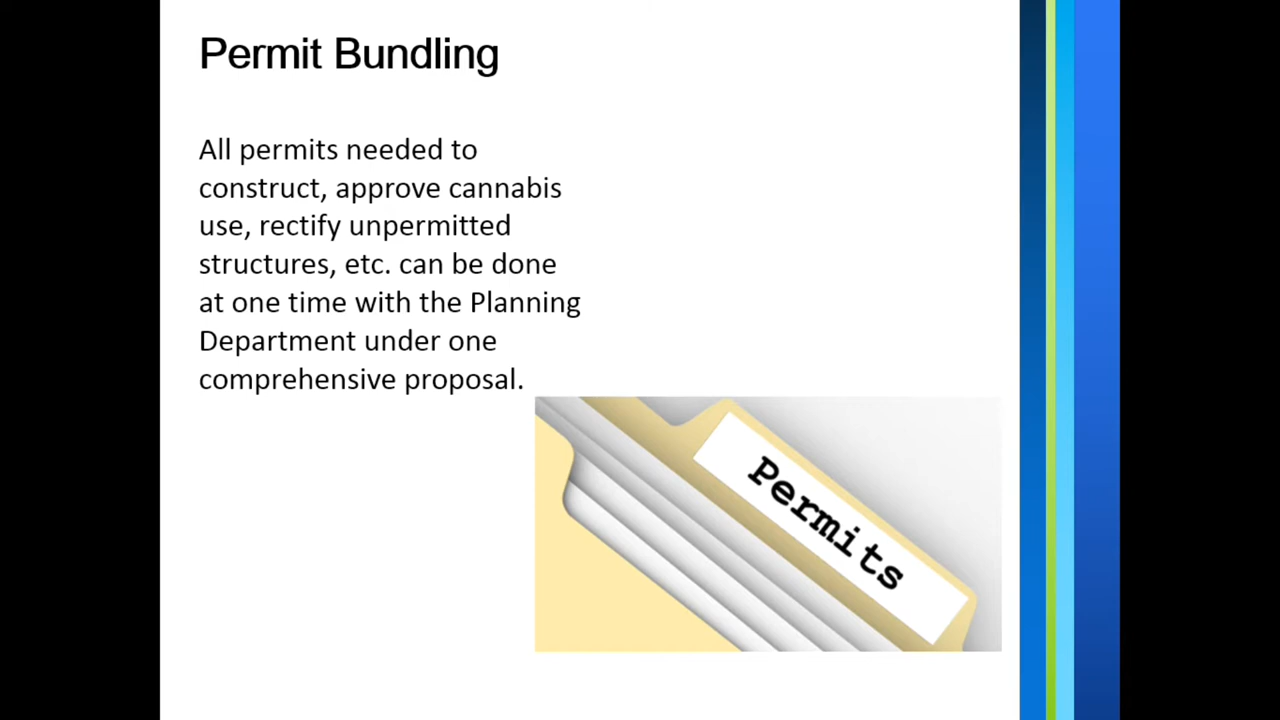 Permit Bundling
All permits needed to
construct, approve cannabis
use, rectify unpermitted
structures, etc. can be done
at one time with the Planning
Department under one
comprehensive proposal.
Permits